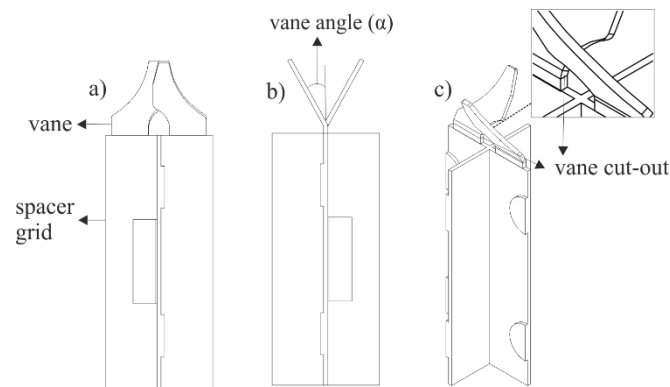 vane angle (α)
a)
b)
c)
vane
vane cut-out
spacer
grid